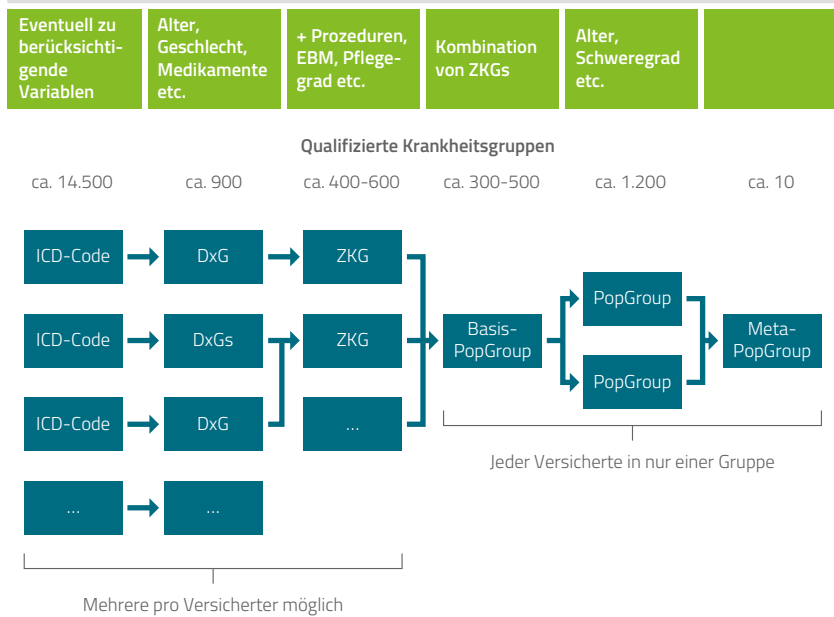 Eventuell zu
berücksichti-
gende
Variablen
Alter,
Geschlecht,
Medikamente
etc.
+ Prozeduren,
EBM, Pflege-
grad etc.
Kombination
von ZKGs
Alter,
Schweregrad
etc.
Qualifizierte Krankheitsgruppen
ca. 14.500
ca. 900
ca. 400-600
ca. 300-500
ca. 1.200
ca. 10
ICD-Code
DxG
ZKG
PopGroup
ICD-Code
DxGs
ZKG
Basis-
PopGroup
Meta-
PopGroup
PopGroup
ICD-Code
DxG
...
Jeder Versicherte in nur einer Gruppe
...
...
Mehrere pro Versicherter möglich